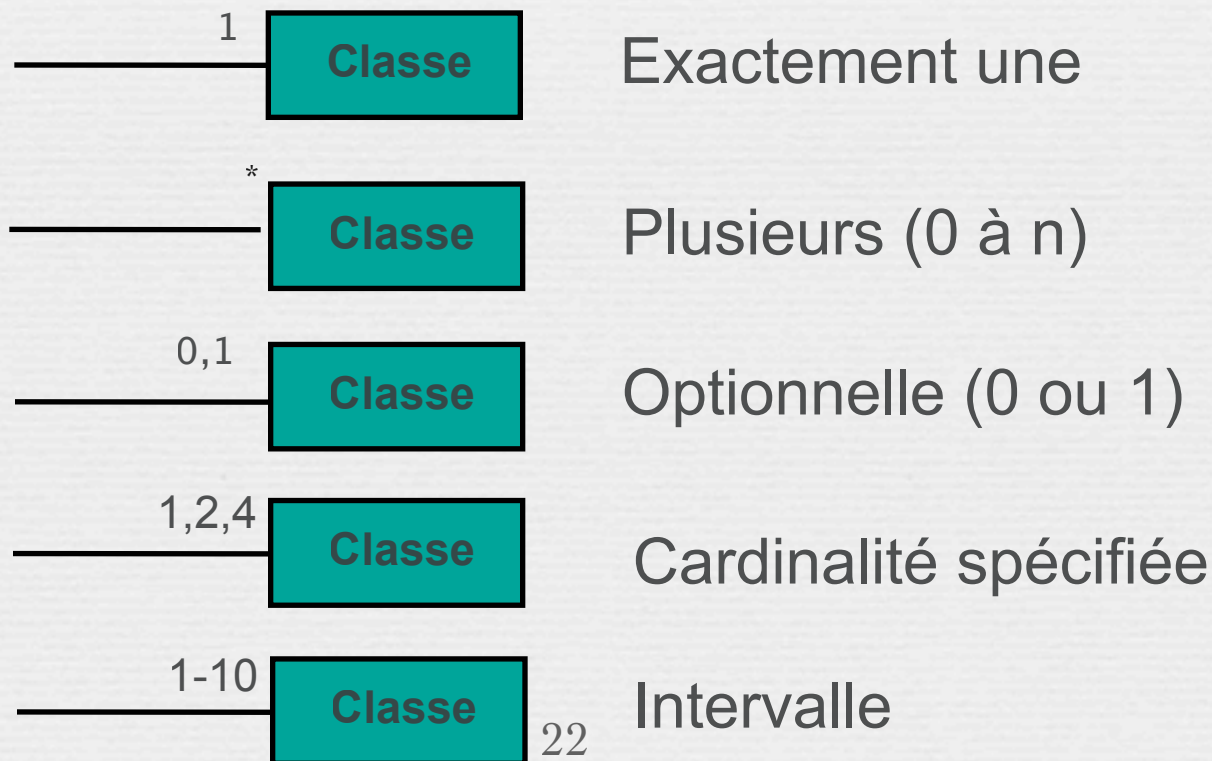 1
Classe Exactement une
*
Classe Plusieurs (0 à n)
0,1
Classe Optionnelle (0 ou 1)
1,2,4
Classe Cardinalité spécifiée
1-10
Classe Intervalle
22